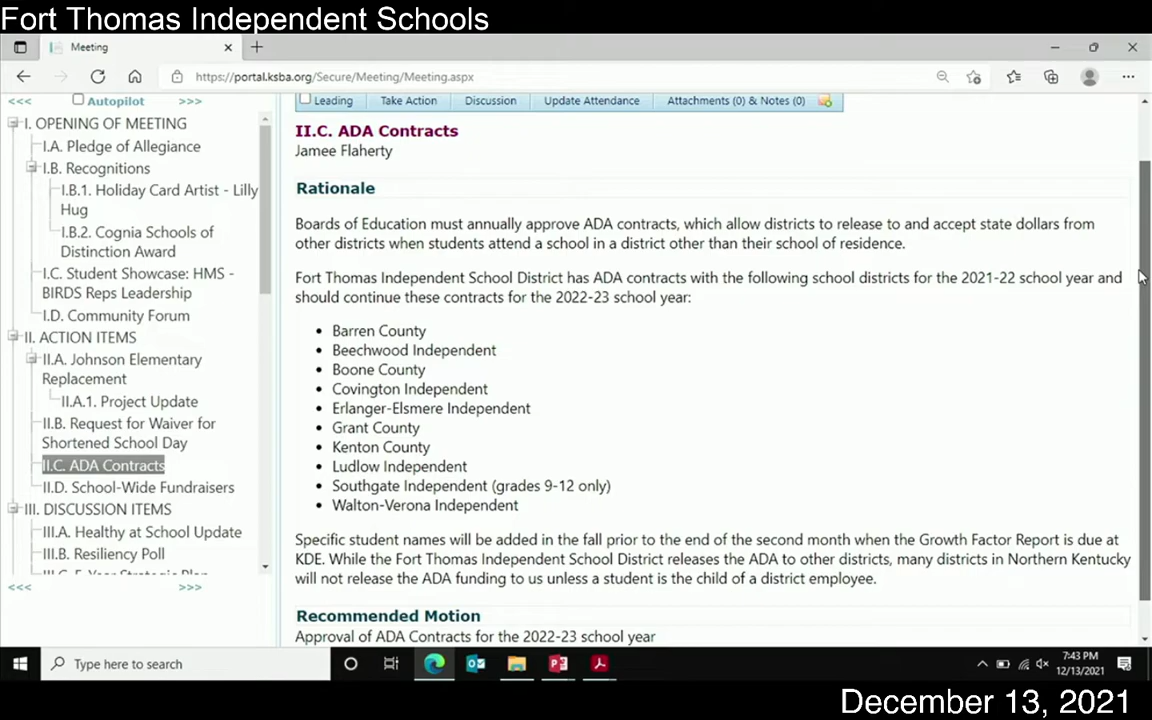 Fort Thomas Independent Schools
Meeting
https://portal.ksba.org/Secure/Meeting/Meeting.aspx
<<< Autopilot >>>
I. OPENING OF MEETING
I.A. Pledge of Allegiance
I.B. Recognitions
I.B.1. Holiday Card Artist - Lilly
Hug
I.B.2. Cognia Schools of
Distinction Award
I.C. Student Showcase: HMS -
BIRDS Reps Leadership
I.D. Community Forum
II. ACTION ITEMS
II.A. Johnson Elementary
Replacement
II.A.1. Project Update
II.B. Request for Waiver for
Shortened School Day
II.C. ADA Contracts
II.D. School-Wide Fundraisers
III. DISCUSSION ITEMS
III.A. Healthy at School Update
III.B. Resiliency Poll
III.C. 5-Year Strategic Plan
<<< >>>
Leading Take Action Discussion Update Attendance Attachments (0) & Notes (0)
II.C. ADA Contracts
Jamee Flaherty
Rationale
Boards of Education must annually approve ADA contracts, which allow districts to release to and accept state dollars from
other districts when students attend a school in a district other than their school of residence.
Fort Thomas Independent School District has ADA contracts with the following school districts for the 2021-22 school year and
should continue these contracts for the 2022-23 school year:
• Barren County
• Beechwood Independent
• Boone County
• Covington Independent
• Erlanger-Elsmere Independent
• Grant County
• Kenton County
• Ludlow Independent
• Southgate Independent (grades 9-12 only)
• Walton-Verona Independent
Specific student names will be added in the fall prior to the end of the second month when the Growth Factor Report is due at
KDE. While the Fort Thomas Independent School District releases the ADA to other districts, many districts in Northern Kentucky
will not release the ADA funding to us unless a student is the child of a district employee.
Recommended Motion
Approval of ADA Contracts for the 2022-23 school year
Type here to search
7:43 PM
12/13/2021
December 13, 2021